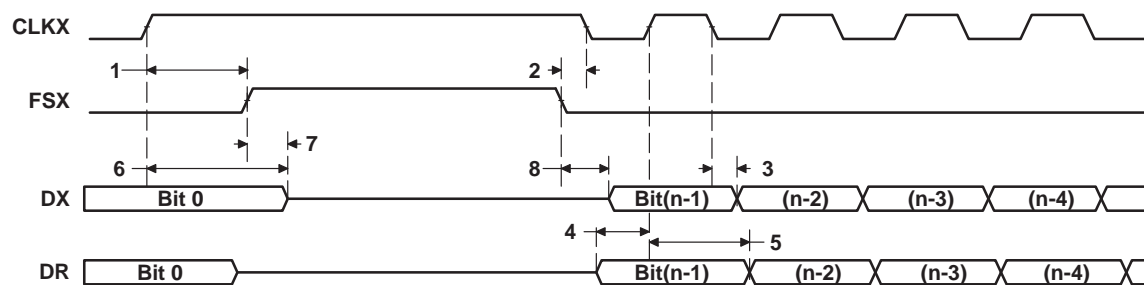 CLKX
1 2
FSX
7
6 8 3
DX Bit 0 Bit(n-1) (n-2) (n-3) (n-4)
4 5
DR Bit 0 Bit(n-1) (n-2) (n-3) (n-4)